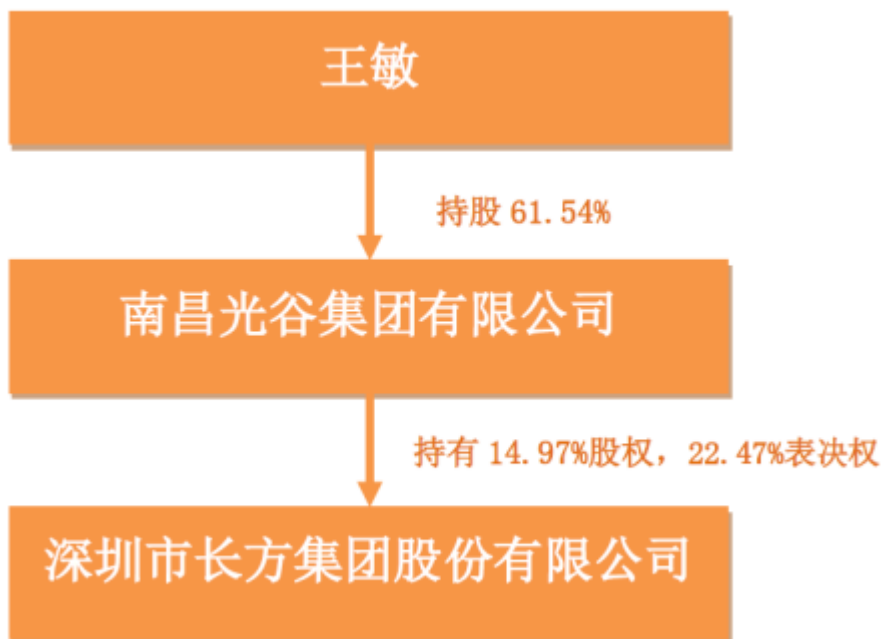 王敏
持股 61.54%
南昌光谷集团有限公司
持有 14.97%股权，22.47%表决权
深圳市长方集团股份有限公司